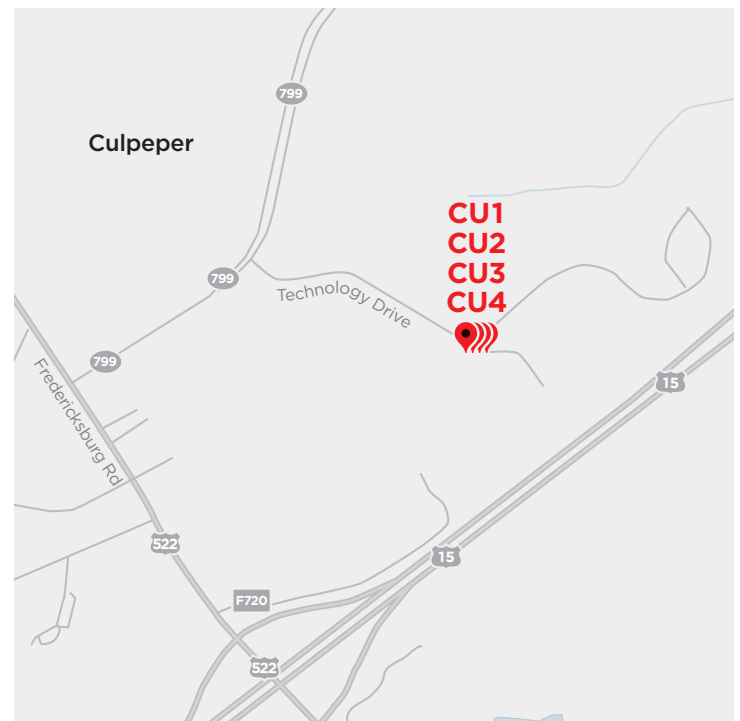 799
Culpeper
CU1
CU2
CU3
CU4
799
Technology Drive
799
15
Fredericksburg Rd
522
15
F720
522